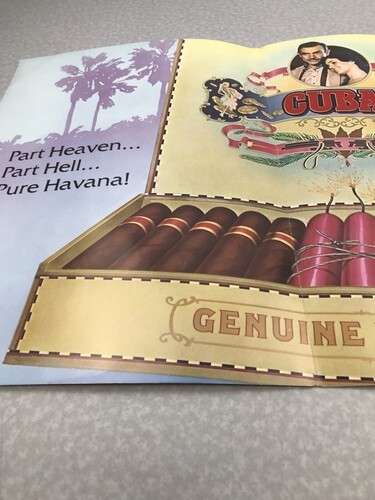 CUBA
Part Heaven...
Part Hell...
Pure Havana!
GENUINE